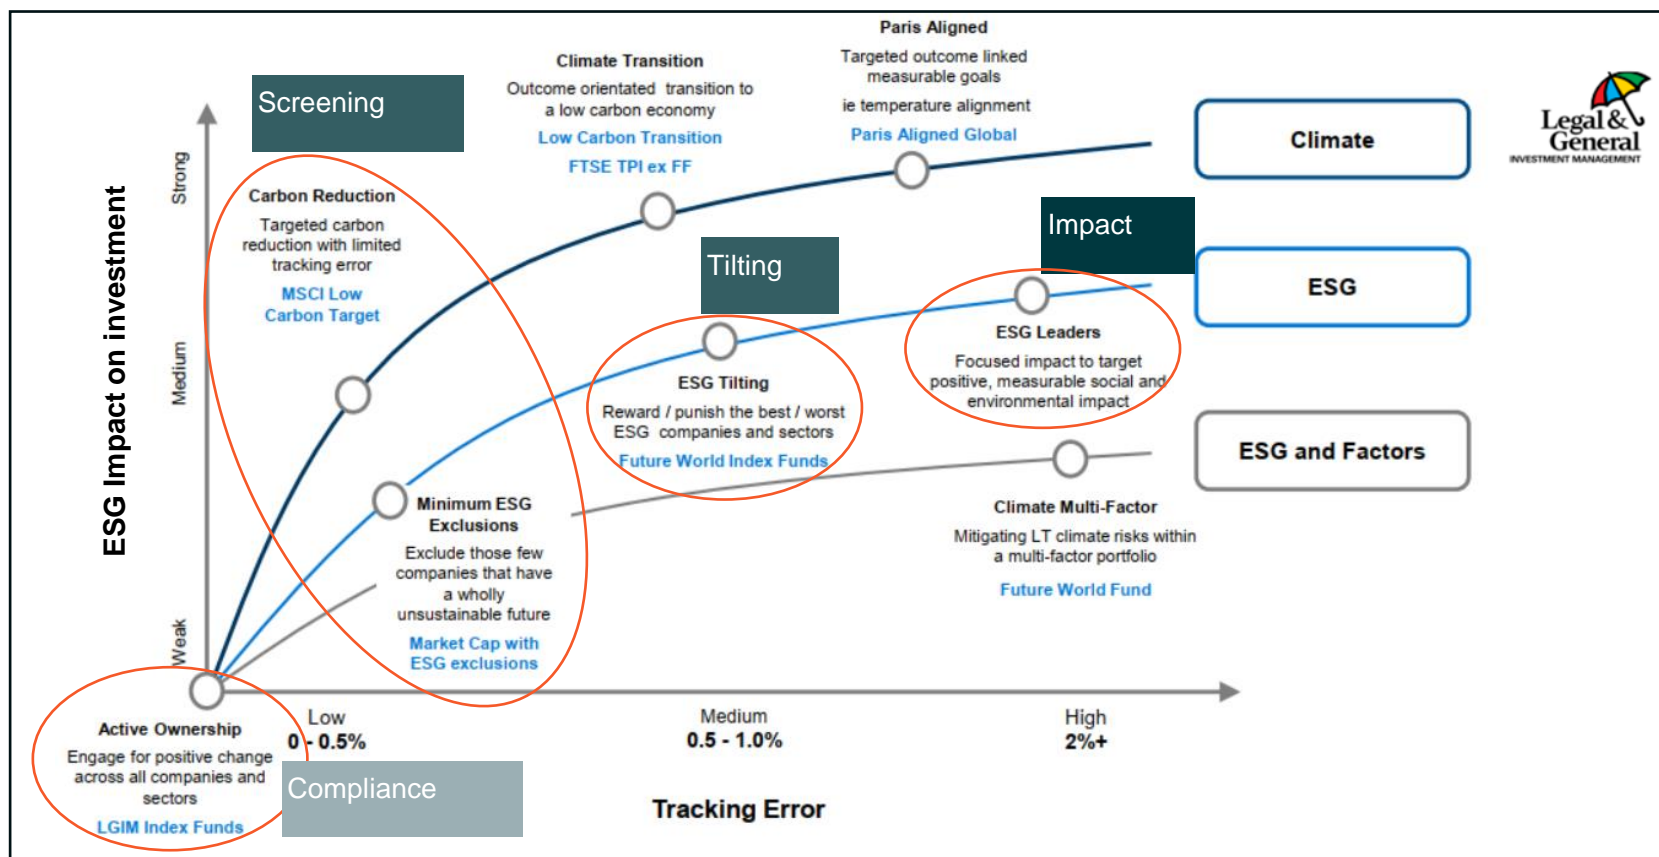 Paris Aligned
Targeted outcome linked
measurable goals
ie temperature alignment
Paris Aligned Global
Climate Transition
Outcome orientated transition to
a low carbon economy
Low Carbon Transition
FTSE TPI ex FF
Screening
Carbon Reduction
Targeted carbon
reduction with limited
tracking error
MSCI Low
Carbon Target
Climate
Legal &
General
INVESTMENT MANAGEMENT
Impact
Tilting
ESG
ESG Leaders
Focused impact to target
positive, measurable social and
environmental impact
ESG Tilting
Reward / punish the best / worst
ESG companies and sectors
Future World Index Funds
ESG and Factors
Minimum ESG
Exclusions
Exclude those few
companies that have
a wholly
unsustainable future
Market Cap with
ESG exclusions
Climate Multi-Factor
Mitigating LT climate risks within
a multi-factor portfolio
Future World Fund
ESG Impact on investment
Strong
Medium
Weak
Active Ownership
Engage for positive change
across all companies and
sectors
LGIM Index Funds
Low
0 - 0.5%
Medium
0.5 - 1.0%
High
2%+
Compliance
Tracking Error